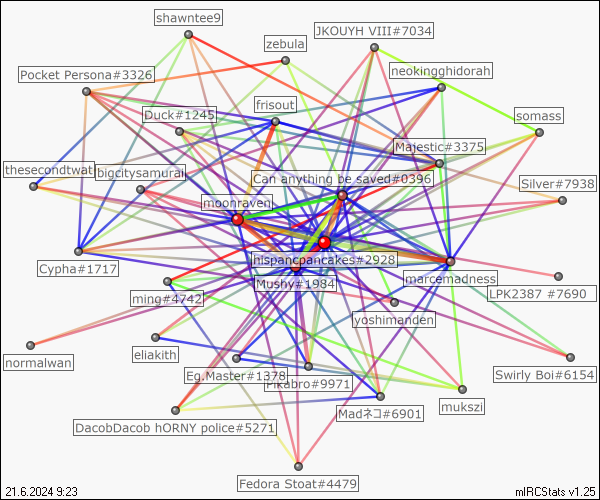 shawntee9
JKOUYH VIII#7034
zebula
neokingghidorah
Pocket Persona#3326
frisout
Duck#1245
somass
Majestic#3375
thesecondtwat
bigcitysamurai
Can anything be saved#0396
Silver#7938
moonraven
hispancpancakes#2928
Cypha#1717
marcemadness
Mushy#1984
LPK2387 #7690
ming#4742
yoshimanden
normalwan
eliakith
Swirly Boi#6154
Eg.Master#1378
Pikabro#9971
mukszi
Madネコ#6901
DacobDacob hORNY police#5271
Fedora Stoat#4479
21.6.2024 9:23
mIRCStats v1.25